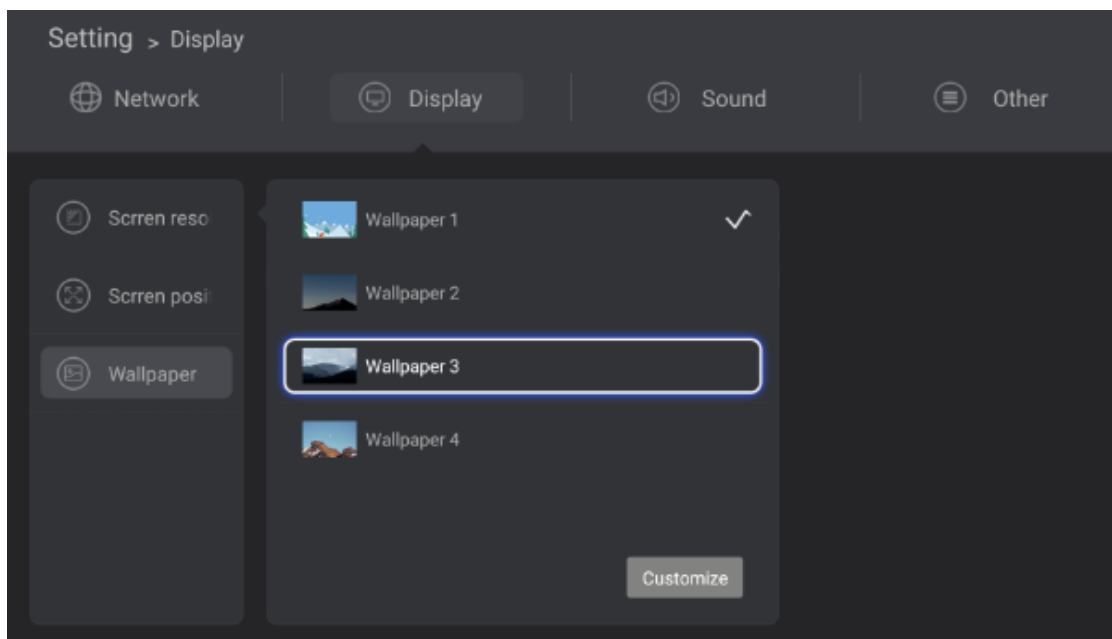 Setting > Display
Network
Display
Sound
Other
Scrren reso
Scrren posi
Wallpaper
Wallpaper 1
Wallpaper 2
Wallpaper 3
Wallpaper 4
Customize